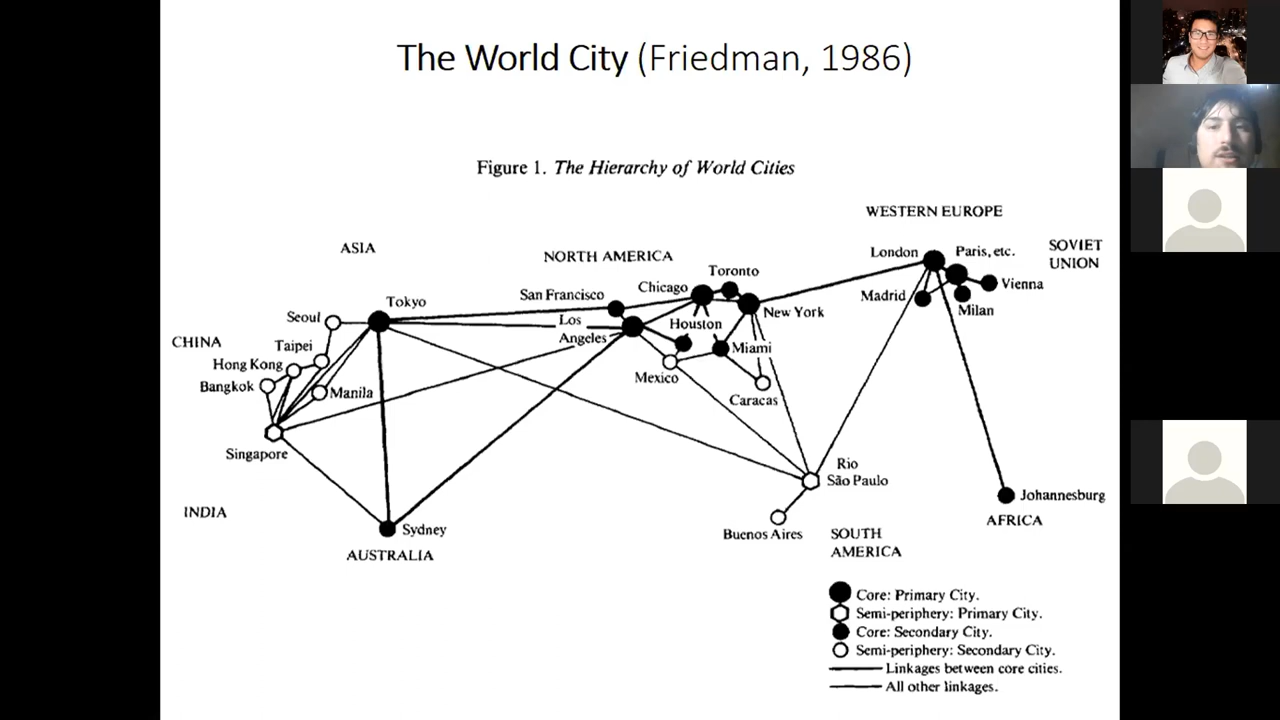 The World City (Friedman, 1986)
Figure 1. The Hierarchy of World Cities
WESTERN EUROPE
ASIA
NORTH AMERICA
London
Paris, etc.
SOVIET
UNION
Toronto
Chicago
San Francisco
Tokyo
Madrid
Vienna
Milan
New York
Seoul
Los
Angeles
Houston
CHINA
Taipei
Miami
Hong Kong
Bangkok
Manila
Mexico
Caracas
Singapore
Rio
São Paulo
Johannesburg
INDIA
AFRICA
Sydney
Buenos Aires
SOUTH
AMERICA
AUSTRALIA
Core: Primary City.
Semi-periphery: Primary City.
Core: Secondary City.
Semi-periphery: Secondary City.
Linkages between core cities.
All other linkages.